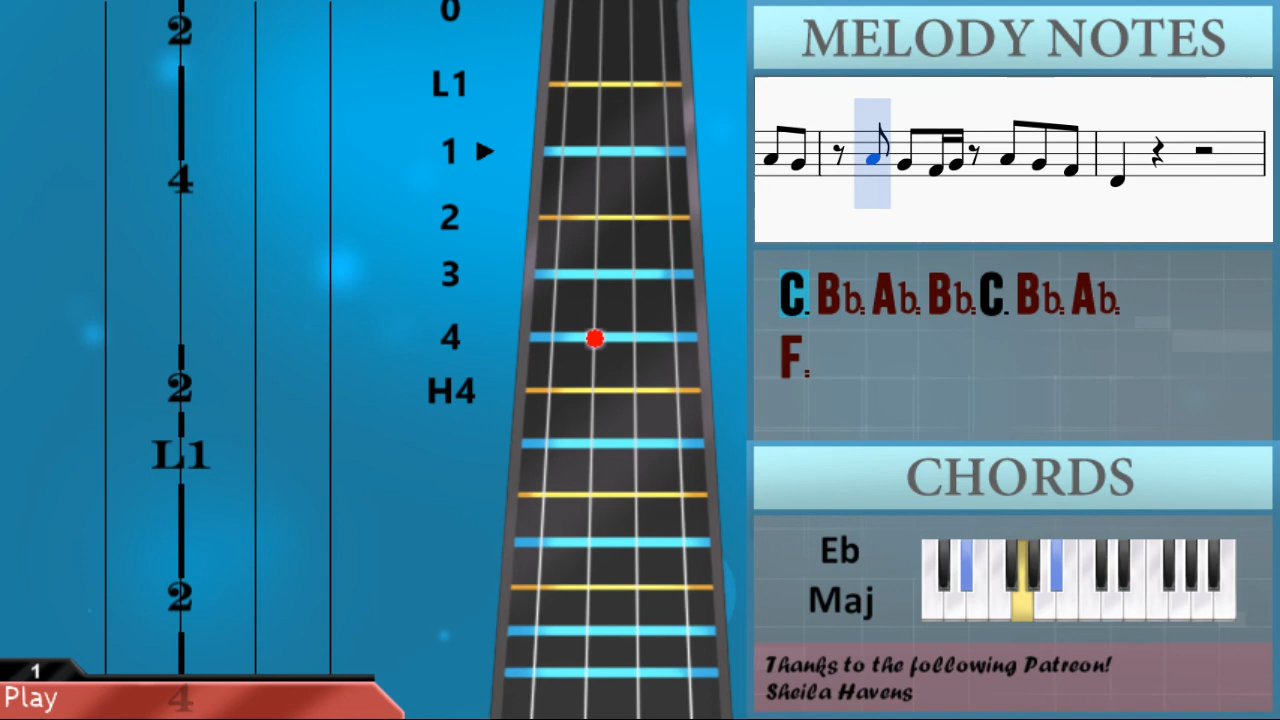 2
4
2
L1
2
4
1
Play
0
L1
1
2
3
4
H4
MELODY NOTES
C. Bb. Ab. Bb. C. Bb. Ab.
F.
CHORDS
Eb
Maj
Thanks to the following Patreon!
Sheila Havens